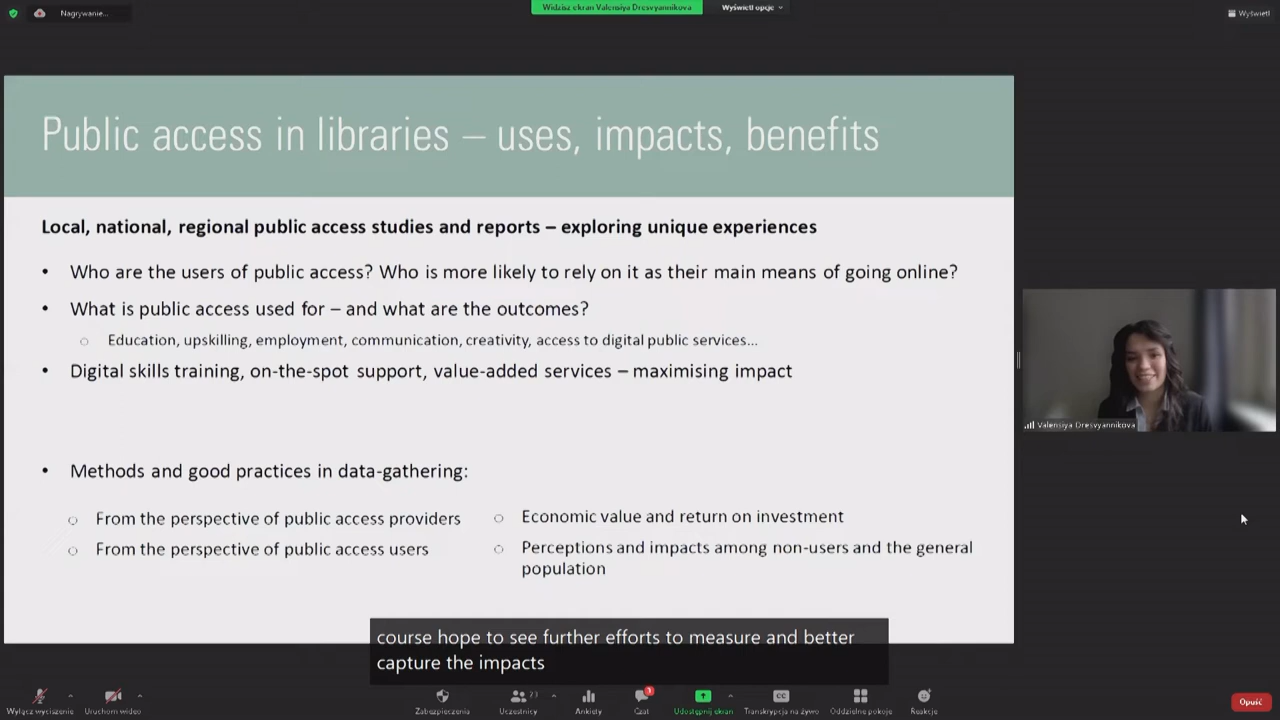 Nagrywanie...
Widzisz ekran Valensiya Dresvyannikova
Wyświetl opcje
Wyświetl
Public access in libraries – uses, impacts, benefits
Local, national, regional public access studies and reports – exploring unique experiences
• Who are the users of public access? Who is more likely to rely on it as their main means of going online?
• What is public access used for – and what are the outcomes?
○ Education, upskilling, employment, communication, creativity, access to digital public services...
• Digital skills training, on-the-spot support, value-added services – maximising impact
• Methods and good practices in data-gathering:
○ From the perspective of public access providers
○ From the perspective of public access users
○ Economic value and return on investment
○ Perceptions and impacts among non-users and the general
population
Valensiya Dresvyannikova
course hope to see further efforts to measure and better
capture the impacts
Wyłącz wyciszenie
Uruchom wideo
Zabezpieczenia
Uczestnicy
Ankiety
Czat
Udostępnij ekran
CC
Transkrypcja na żywo
Oddzielne pokoje
Reakcje
Opuść